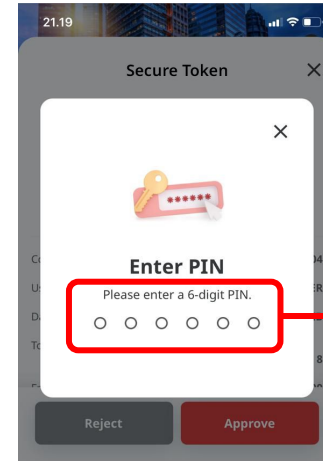 21.19
Secure Token
Enter PIN
Please enter a 6-digit PIN.
Reject
Approve